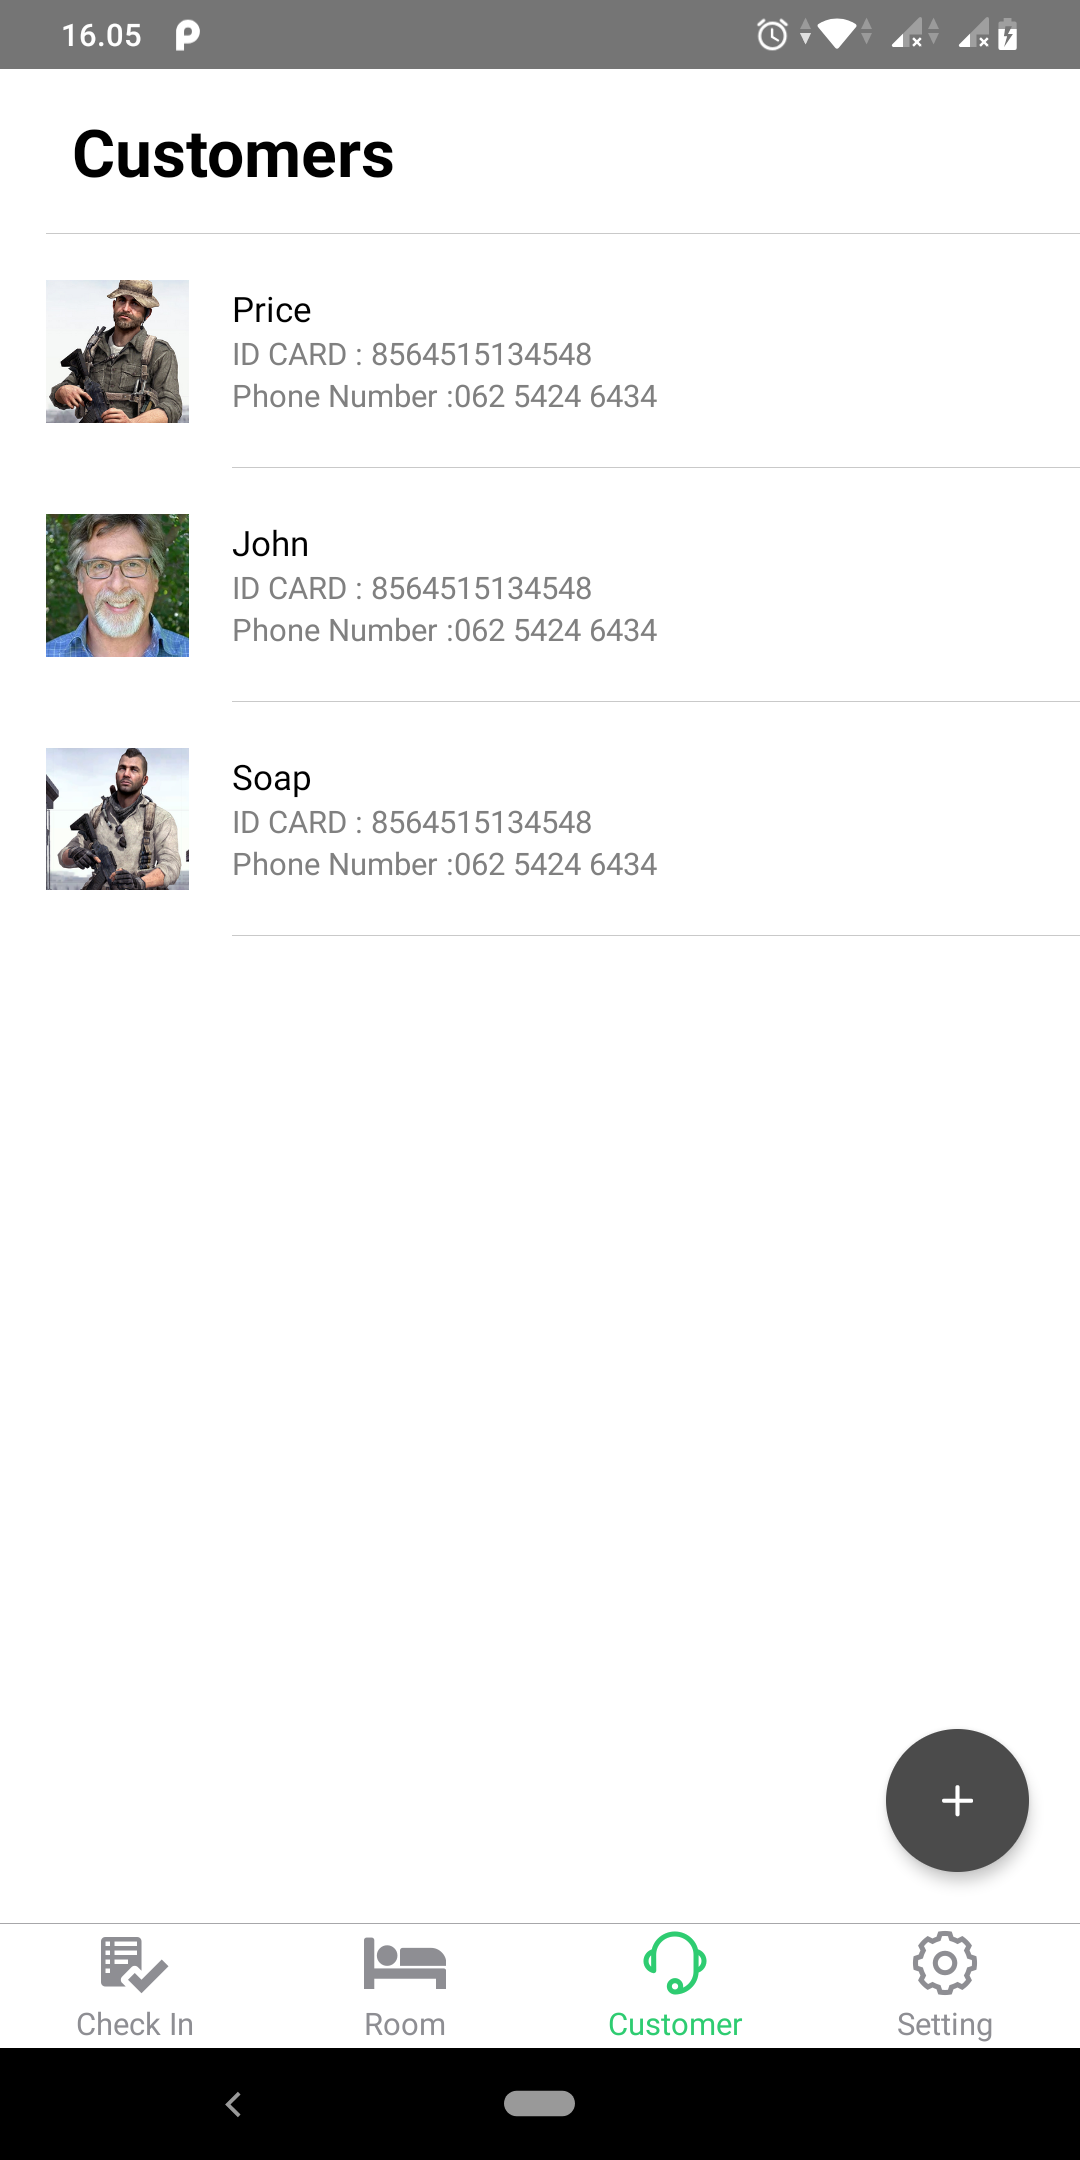 16.05
Customers
Price
ID CARD : 8564515134548
Phone Number :062 5424 6434
John
ID CARD : 8564515134548
Phone Number :062 5424 6434
Soap
ID CARD : 8564515134548
Phone Number :062 5424 6434
Check In
Room
Customer
Setting